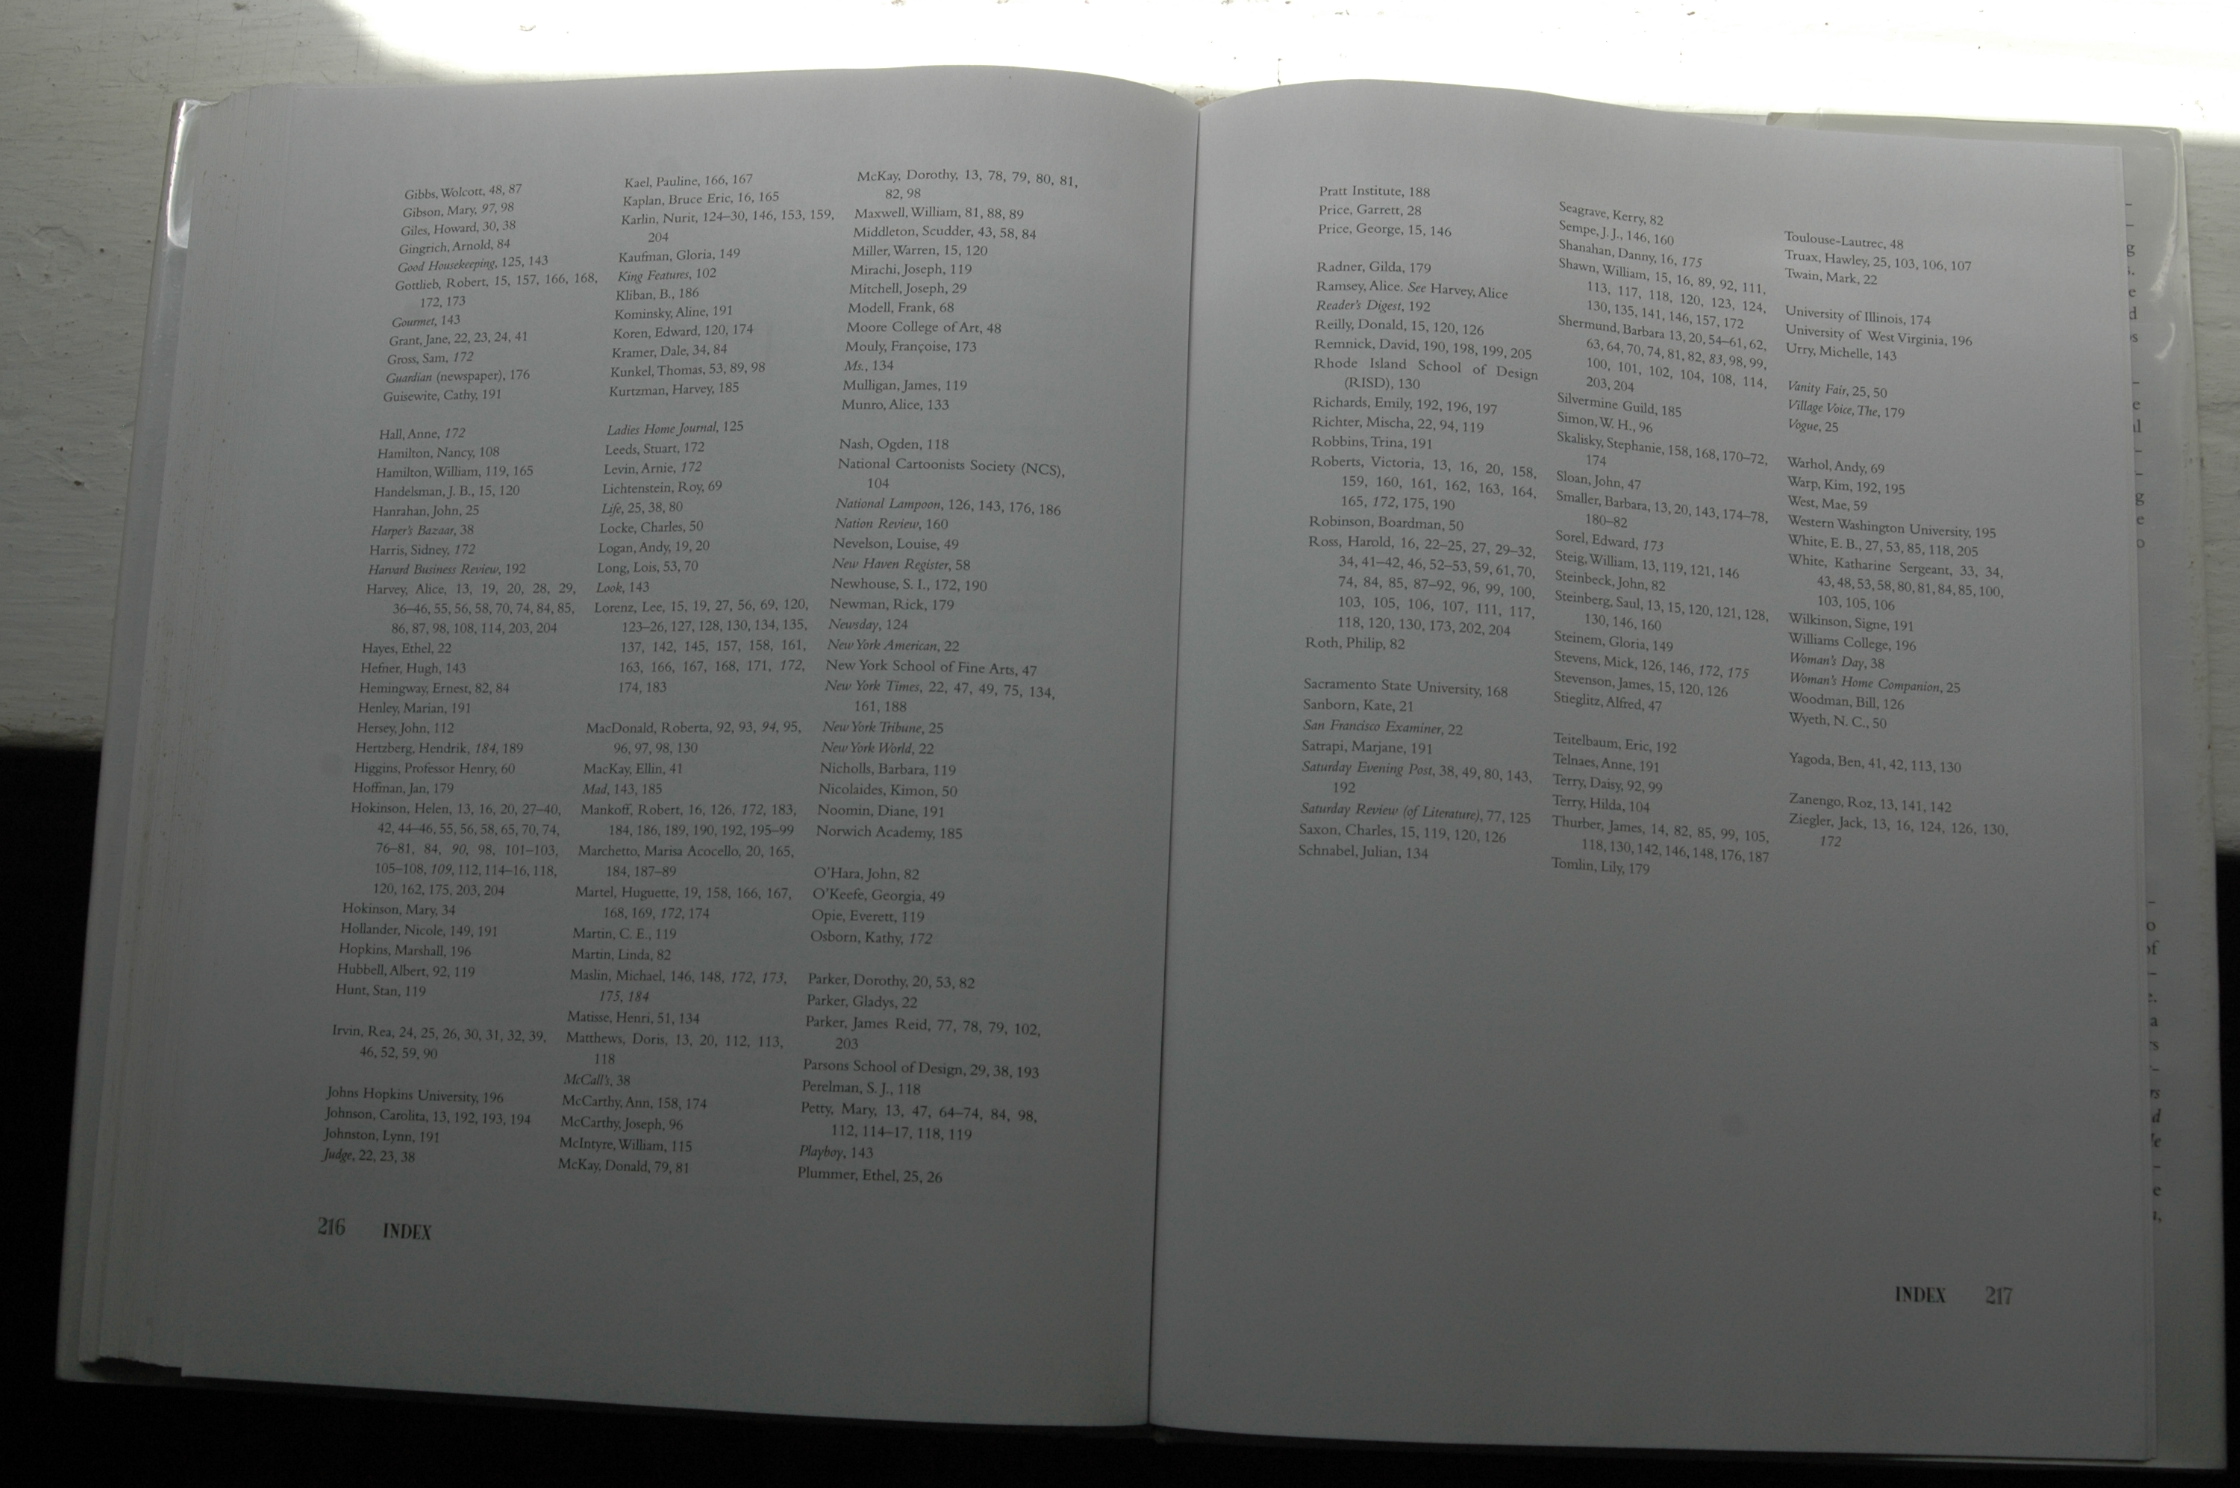 Gibbs, Wolcott, 48, 87
Gibson, Mary, 97, 98
Giles, Howard, 30, 38
Gingrich, Arnold, 84
Good Housekeeping, 125, 143
Gottlieb, Robert, 15, 157, 166, 168,
172, 173
Gourmet, 143
Grant, Jane, 22, 23, 24, 41
Gross, Sam, 172
Guardian (newspaper), 176
Guisewite, Cathy, 191
Hall, Anne, 172
Hamilton, Nancy, 108
Hamilton, William, 119, 165
Handelsman, J. B., 15, 120
Hanrahan, John, 25
Harper's Bazaar, 38
Harris, Sidney, 172
Harvard Business Review, 192
Harvey, Alice, 13, 19, 20, 28, 29,
36–46, 55, 56, 58, 70, 74, 84, 85,
86, 87, 98, 108, 114, 203, 204
Hayes, Ethel, 22
Hefner, Hugh, 143
Hemingway, Ernest, 82, 84
Henley, Marian, 191
Hersey, John, 112
Hertzberg, Hendrik, 184, 189
Higgins, Professor Henry, 60
Hoffman, Jan, 179
Hokinson, Helen, 13, 16, 20, 27–40,
42, 44–46, 55, 56, 58, 65, 70, 74,
76–81, 84, 90, 98, 101–103,
105–108, 109, 112, 114–16, 118,
120, 162, 175, 203, 204
Hokinson, Mary, 34
Hollander, Nicole, 149, 191
Hopkins, Marshall, 196
Hubbell, Albert, 92, 119
Hunt, Stan, 119
Irvin, Rea, 24, 25, 26, 30, 31, 32, 39,
46, 52, 59, 90
Johns Hopkins University, 196
Johnson, Carolita, 13, 192, 193, 194
Johnston, Lynn, 191
Judge, 22, 23, 38
Kael, Pauline, 166, 167
Kaplan, Bruce Eric, 16, 165
Karlin, Nurit, 124–30, 146, 153, 159,
204
Kaufman, Gloria, 149
King Features, 102
Kliban, B., 186
Kominsky, Aline, 191
Koren, Edward, 120, 174
Kramer, Dale, 34, 84
Kunkel, Thomas, 53, 89, 98
Kurtzman, Harvey, 185
Ladies Home Journal, 125
Leeds, Stuart, 172
Levin, Arnie, 172
Lichtenstein, Roy, 69
Life, 25, 38, 80
Locke, Charles, 50
Logan, Andy, 19, 20
Long, Lois, 53, 70
Look, 143
Lorenz, Lee, 15, 19, 27, 56, 69, 120,
123–26, 127, 128, 130, 134, 135,
137, 142, 145, 157, 158, 161,
163, 166, 167, 168, 171, 172,
174, 183
MacDonald, Roberta, 92, 93, 94, 95,
96, 97, 98, 130
MacKay, Ellin, 41
Mad, 143, 185
Mankoff, Robert, 16, 126, 172, 183,
184, 186, 189, 190, 192, 195–99
Marchetto, Marisa Acocello, 20, 165,
184, 187–89
Martel, Huguette, 19, 158, 166, 167,
168, 169, 172, 174
Martin, C. E., 119
Martin, Linda, 82
Maslin, Michael, 146, 148, 172, 173,
175, 184
Matisse, Henri, 51, 134
Matthews, Doris, 13, 20, 112, 113,
118
McCall's, 38
McCarthy, Ann, 158, 174
McCarthy, Joseph, 96
McIntyre, William, 115
McKay, Donald, 79, 81
McKay, Dorothy, 13, 78, 79, 80, 81,
82, 98
Maxwell, William, 81, 88, 89
Middleton, Scudder, 43, 58, 84
Miller, Warren, 15, 120
Mirachi, Joseph, 119
Mitchell, Joseph, 29
Modell, Frank, 68
Moore College of Art, 48
Mouly, Françoise, 173
Ms., 134
Mulligan, James, 119
Munro, Alice, 133
Nash, Ogden, 118
National Cartoonists Society (NCS),
104
National Lampoon, 126, 143, 176, 186
Nation Review, 160
Nevelson, Louise, 49
New Haven Register, 58
Newhouse, S. I., 172, 190
Newman, Rick, 179
Newsday, 124
New York American, 22
New York School of Fine Arts, 47
New York Times, 22, 47, 49, 75, 134,
161, 188
New York Tribune, 25
New York World, 22
Nicholls, Barbara, 119
Nicolaides, Kimon, 50
Noomin, Diane, 191
Norwich Academy, 185
O'Hara, John, 82
O'Keefe, Georgia, 49
Opie, Everett, 119
Osborn, Kathy, 172
Parker, Dorothy, 20, 53, 82
Parker, Gladys, 22
Parker, James Reid, 77, 78, 79, 102,
203
Parsons School of Design, 29, 38, 193
Perelman, S. J., 118
Petty, Mary, 13, 47, 64–74, 84, 98,
112, 114–17, 118, 119
Playboy, 143
Plummer, Ethel, 25, 26
216 INDEX
Pratt Institute, 188
Price, Garrett, 28
Price, George, 15, 146
Radner, Gilda, 179
Ramsey, Alice. See Harvey, Alice
Reader's Digest, 192
Reilly, Donald, 15, 120, 126
Remnick, David, 190, 198, 199, 205
Rhode Island School of Design
(RISD), 130
Richards, Emily, 192, 196, 197
Richter, Mischa, 22, 94, 119
Robbins, Trina, 191
Roberts, Victoria, 13, 16, 20, 158,
159, 160, 161, 162, 163, 164,
165, 172, 175, 190
Robinson, Boardman, 50
Ross, Harold, 16, 22–25, 27, 29–32,
34, 41–42, 46, 52–53, 59, 61, 70,
74, 84, 85, 87–92, 96, 99, 100,
103, 105, 106, 107, 111, 117,
118, 120, 130, 173, 202, 204
Roth, Philip, 82
Sacramento State University, 168
Sanborn, Kate, 21
San Francisco Examiner, 22
Satrapi, Marjane, 191
Saturday Evening Post, 38, 49, 80, 143,
192
Saturday Review (of Literature), 77, 125
Saxon, Charles, 15, 119, 120, 126
Schnabel, Julian, 134
Seagrave, Kerry, 82
Sempe, J. J., 146, 160
Shanahan, Danny, 16, 175
Shawn, William, 15, 16, 89, 92, 111,
113, 117, 118, 120, 123, 124,
130, 135, 141, 146, 157, 172
Shermund, Barbara 13, 20, 54–61, 62,
63, 64, 70, 74, 81, 82, 83, 98, 99,
100, 101, 102, 104, 108, 114,
203, 204
Silvermine Guild, 185
Simon, W. H., 96
Skalisky, Stephanie, 158, 168, 170–72,
174
Sloan, John, 47
Smaller, Barbara, 13, 20, 143, 174–78,
180–82
Sorel, Edward, 173
Steig, William, 13, 119, 121, 146
Steinbeck, John, 82
Steinberg, Saul, 13, 15, 120, 121, 128,
130, 146, 160
Steinem, Gloria, 149
Stevens, Mick, 126, 146, 172, 175
Stevenson, James, 15, 120, 126
Stieglitz, Alfred, 47
Teitelbaum, Eric, 192
Telnaes, Anne, 191
Terry, Daisy, 92, 99
Terry, Hilda, 104
Thurber, James, 14, 82, 85, 99, 105,
118, 130, 142, 146, 148, 176, 187
Tomlin, Lily, 179
Toulouse-Lautrec, 48
Truax, Hawley, 25, 103, 106, 107
Twain, Mark, 22
University of Illinois, 174
University of West Virginia, 196
Urry, Michelle, 143
Vanity Fair, 25, 50
Village Voice, The, 179
Vogue, 25
Warhol, Andy, 69
Warp, Kim, 192, 195
West, Mae, 59
Western Washington University, 195
White, E. B., 27, 53, 85, 118, 205
White, Katharine Sergeant, 33, 34,
43, 48, 53, 58, 80, 81, 84, 85, 100,
103, 105, 106
Wilkinson, Signe, 191
Williams College, 196
Woman's Day, 38
Woman's Home Companion, 25
Woodman, Bill, 126
Wyeth, N. C., 50
Yagoda, Ben, 41, 42, 113, 130
Zanengo, Roz, 13, 141, 142
Ziegler, Jack, 13, 16, 124, 126, 130,
172
INDEX 217